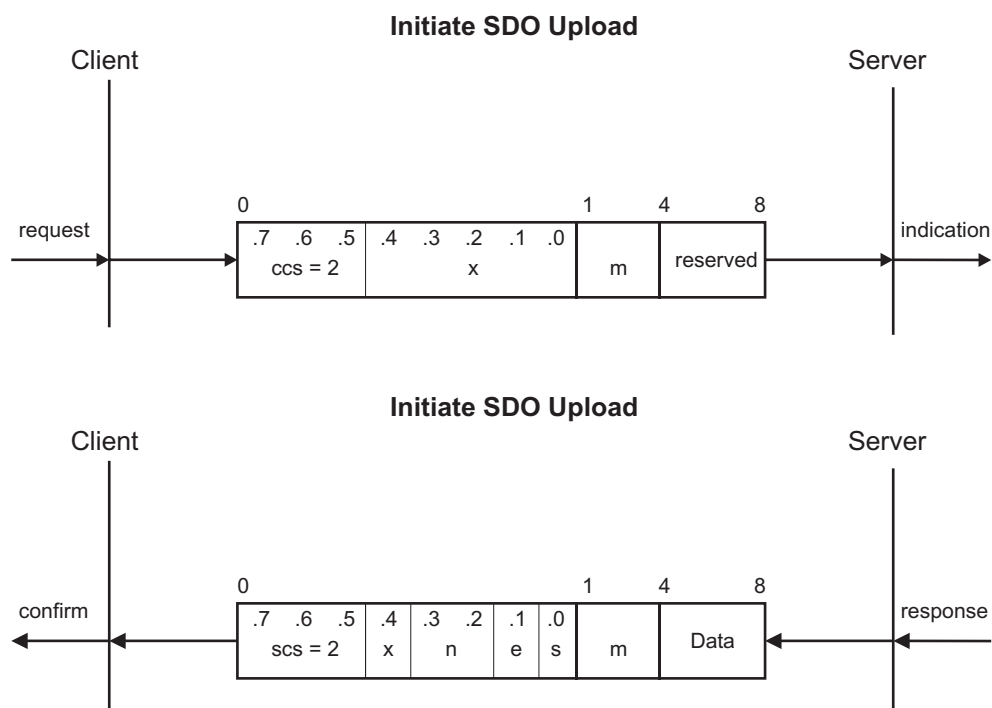 Initiate SDO Upload
Client Server
0 1 4 8
request .7 .6 .5 .4 .3 .2 .1 .0 indication
ccs = 2 x m reserved
Initiate SDO Upload
Client Server
0 1 4 8
confirm .7 .6 .5 .4 .3 .2 .1 .0 response
scs = 2 x n e s m Data